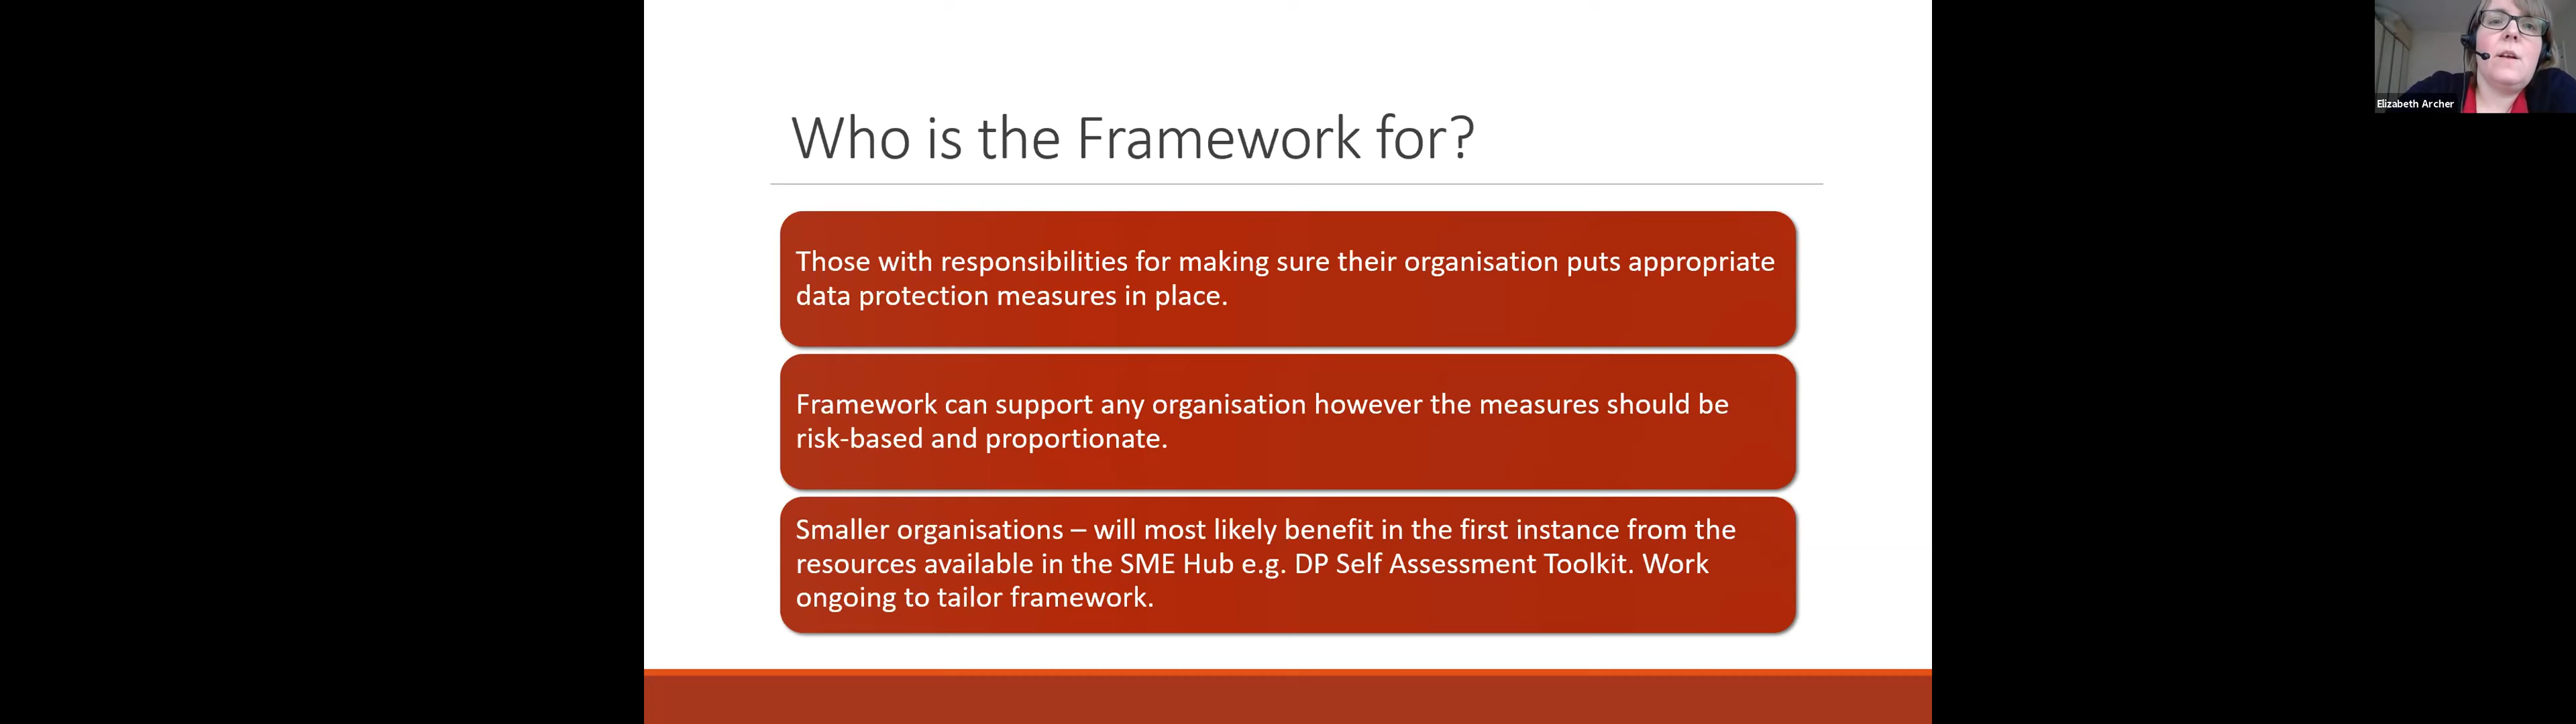 Who is the Framework for?
Those with responsibilities for making sure their organisation puts appropriate
data protection measures in place.
Framework can support any organisation however the measures should be
risk-based and proportionate.
Smaller organisations – will most likely benefit in the first instance from the
resources available in the SME Hub e.g. DP Self Assessment Toolkit. Work
ongoing to tailor framework.
Elizabeth Archer